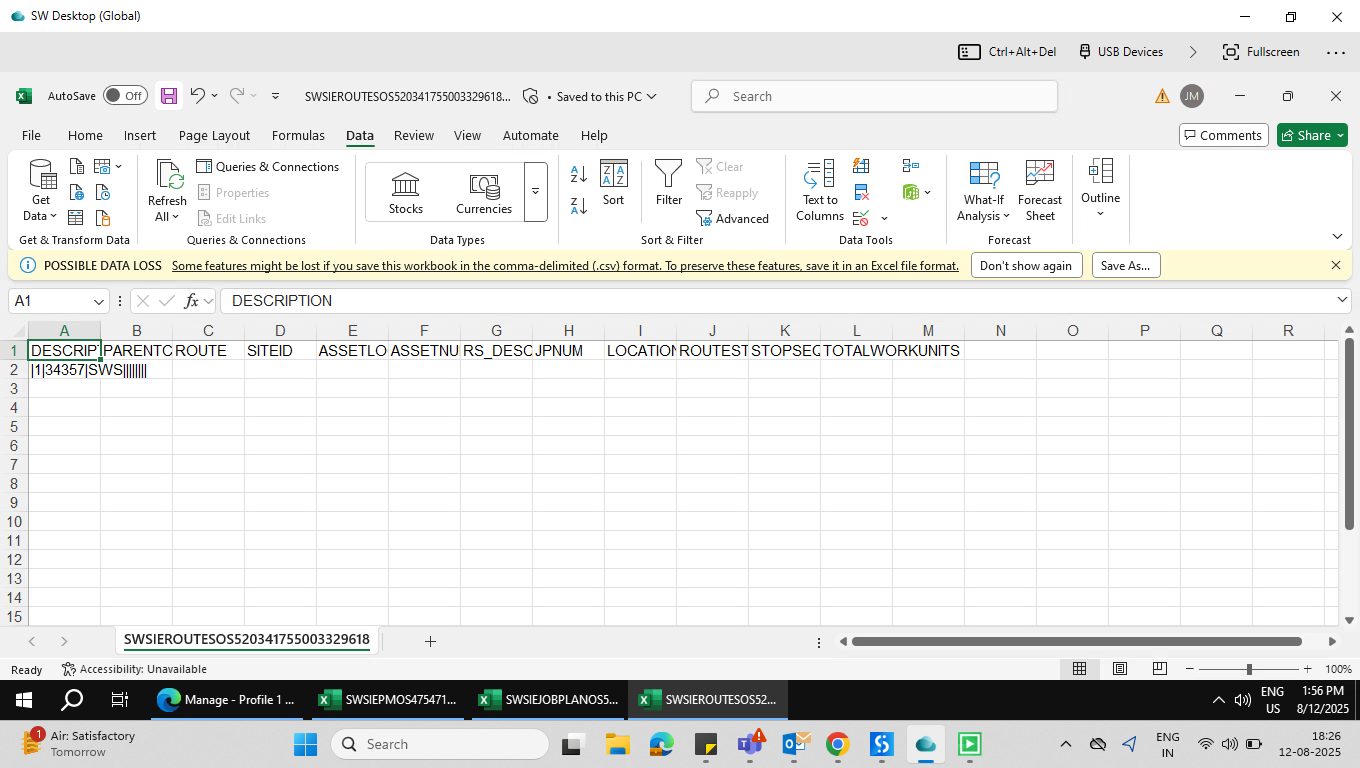 SW Desktop (Global)
Ctrl+Alt+Del USB Devices Fullscreen
AutoSave Off SWSIEROUTESOS520341755003329618... • Saved to this PC Search JM
File Home Insert Page Layout Formulas Data Review View Automate Help Comments Share
Get Data
Refresh All
Queries & Connections
Properties
Edit Links
Stocks
Currencies
Sort
Filter
Clear
Reapply
Advanced
Text to Columns
What-If Analysis
Forecast Sheet
Outline
Get & Transform Data Queries & Connections Data Types Sort & Filter Data Tools Forecast
POSSIBLE DATA LOSS Some features might be lost if you save this workbook in the comma-delimited (.csv) format. To preserve these features, save it in an Excel file format. Don't show again Save As...
A1 fx DESCRIPTION
A B C D E F G H I J K L M N O P Q R
1 DESCRIPT PARENTC ROUTE SITEID ASSETLO ASSETNU RS_DESC JPNUM LOCATION ROUTEST STOPSEQ TOTALWORKUNITS
2 |1|34357|SWS||||||||
3
4
5
6
7
8
9
10
11
12
13
14
15
SWSIEROUTESOS520341755003329618
Ready Accessibility: Unavailable 100%
Manage - Profile 1 ... SWSIEPMOS475471... SWSIEJOBPLANOS5... SWSIEROUTESOS52... ENG US 1:56 PM 8/12/2025
1 Air: Satisfactory Tomorrow Search ENG IN 18:26 12-08-2025